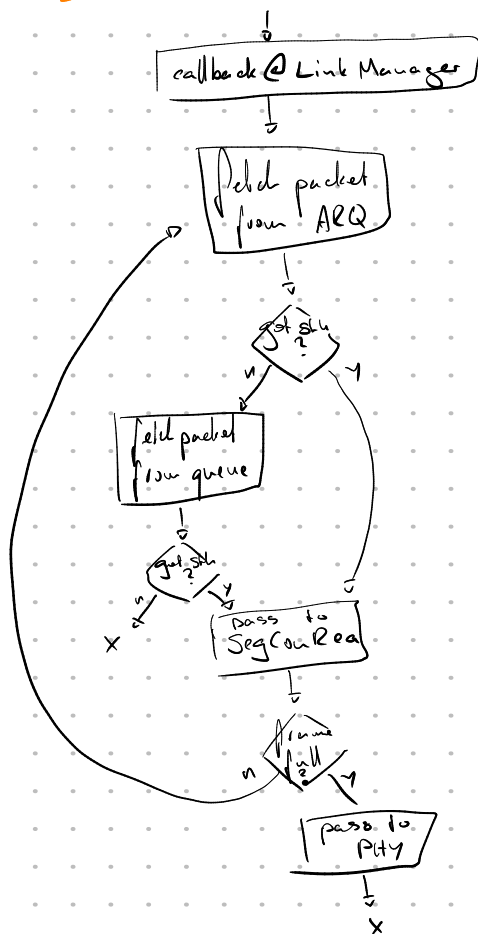 callback @ Link Manager
fetch packet
from ARQ
got sth
?
n
y
fetch packet
from queue
got sth
?
n
y
X
pass to
SegConRea
frame
full
?
n
y
pass to
PHY
X